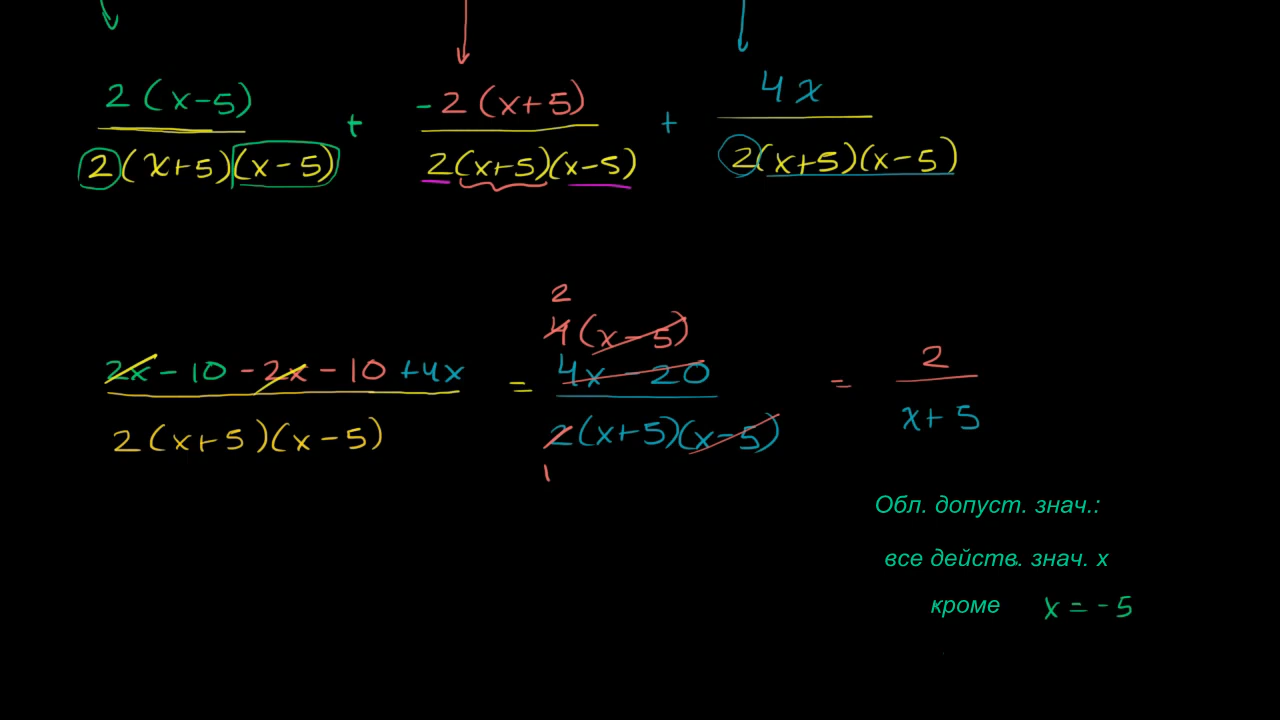 2(x-5) + -2(x+5) + 4x
2(x+5)(x-5) 2(x+5)(x-5) 2(x+5)(x-5)
2
4(x-5)
2x-10-2x-10+4x = 4x-20 = 2
2(x+5)(x-5) 2(x+5)(x-5) x+5
1
Обл. допуст. знач.:
все действ. знач. x
кроме x = -5